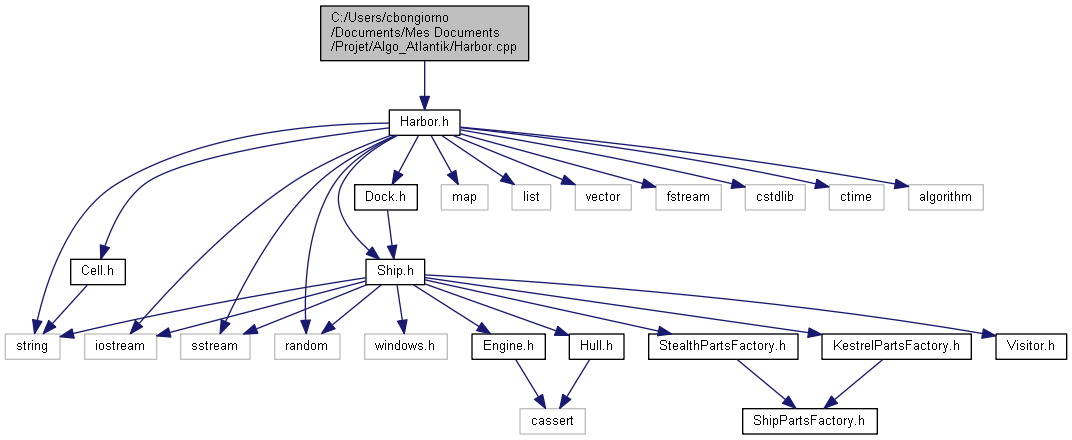 C:/Users/cbongiorno
/Documents/Mes Documents
/Projet/Algo_Atlantik/Harbor.cpp
Harbor.h
Dock.h
map
list
vector
fstream
cstdlib
ctime
algorithm
Cell.h
Ship.h
string
iostream
sstream
random
windows.h
Engine.h
Hull.h
StealthPartsFactory.h
KestrelPartsFactory.h
Visitor.h
cassert
ShipPartsFactory.h